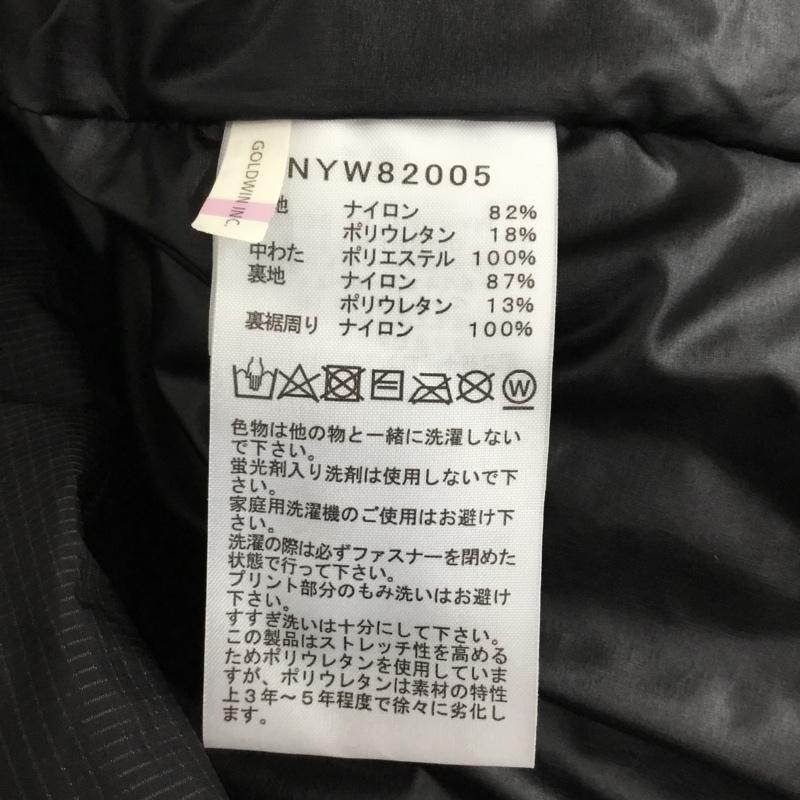 GOLDWIN INC.
NYW82005
地 ナイロン 82%
ポリウレタン 18%
中わた ポリエステル 100%
裏地 ナイロン 87%
ポリウレタン 13%
裏裾周り ナイロン 100%
W
色物は他の物と一緒に洗濯しない
で下さい。
蛍光剤入り洗剤は使用しないで下
さい。
家庭用洗濯機のご使用はお避け下
さい。
洗濯の際は必ずファスナーを閉めた
状態で行って下さい。
プリント部分のもみ洗いはお避け
下さい。
すすぎ洗いは十分にして下さい。
この製品はストレッチ性を高める
ためポリウレタンを使用していま
すが、ポリウレタンは素材の特性
上3年～5年程度で徐々に劣化し
ます。